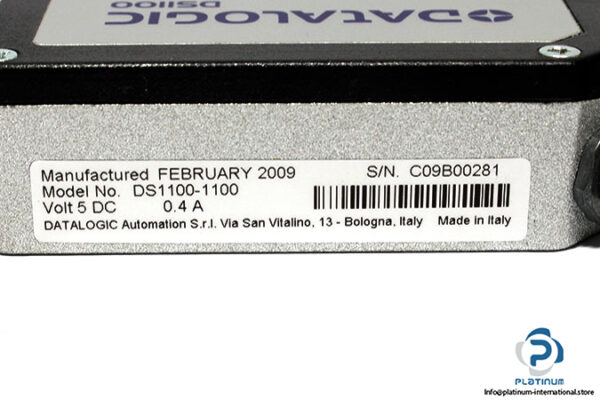 DATALOGIC
DS1100
Manufactured FEBRUARY 2009 S/N. C09B00281
Model No. DS1100-1100
Volt 5 DC 0.4 A
DATALOGIC Automation S.r.l. Via San Vitalino, 13 - Bologna, Italy Made in Italy
PLATINUM
Info@platinum-international.store